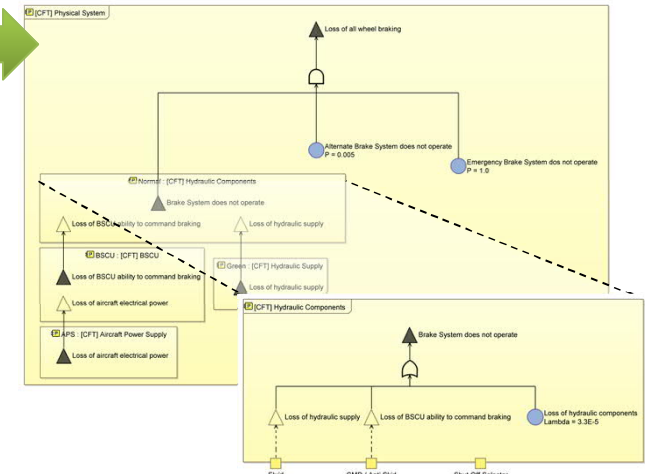 [CFT] Physical System
Loss of all wheel braking
Alternate Brake System does not operate
P = 0.005
Emergency Brake System dos not operate
P = 1.0
Normal : [CFT] Hydraulic Components
Brake System does not operate
Loss of BSCU ability to command braking
Loss of hydraulic supply
BSCU : [CFT] BSCU
Loss of BSCU ability to command braking
Loss of aircraft electrical power
Green : [CFT] Hydraulic Supply
Loss of hydraulic supply
APS : [CFT] Aircraft Power Supply
Loss of aircraft electrical power
[CFT] Hydraulic Components
Brake System does not operate
Loss of hydraulic supply
Loss of BSCU ability to command braking
Loss of hydraulic components
Lambda = 3.3E-5